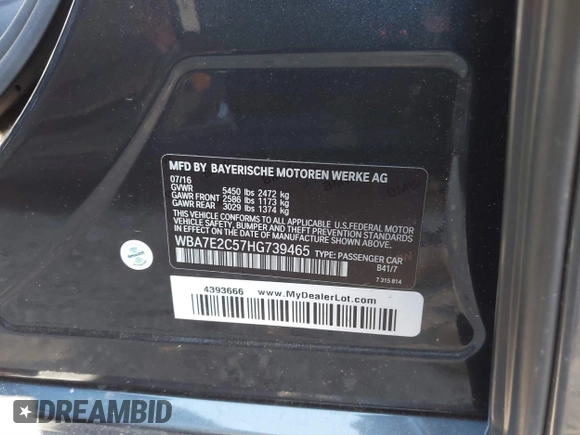 MFD BY BAYERISCHE MOTOREN WERKE AG
07/16
GVWR 5450 lbs 2472 kg
GAWR FRONT 2586 lbs 1173 kg
GAWR REAR 3029 lbs 1374 kg
THIS VEHICLE CONFORMS TO ALL APPLICABLE U.S.FEDERAL MOTOR
VEHICLE SAFETY, BUMPER AND THEFT PREVENTION STANDARDS IN
EFFECT ON THE DATE OF MANUFACTURE SHOWN ABOVE.
WBA7E2C57HG739465 TYPE: PASSENGER CAR
B41/7
7 315 814
4393666 www.MyDealerLot.com
DREAMBID